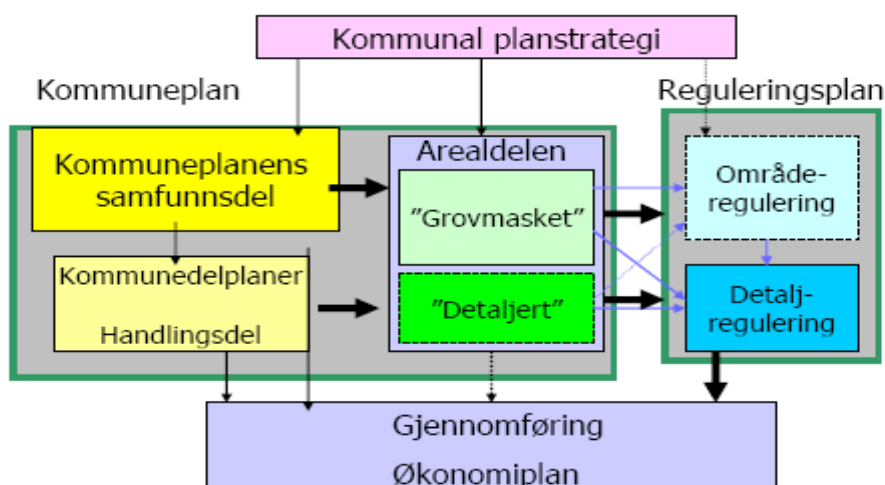 Kommunal planstrategi
Kommuneplan
Reguleringsplan
Kommuneplanens
samfunnsdel
Arealdelen
"Grovmasket"
Område-
regulering
Kommunedelplaner
Handlingsdel
"Detaljert"
Detalj-
regulering
Gjennomføring
Økonomiplan